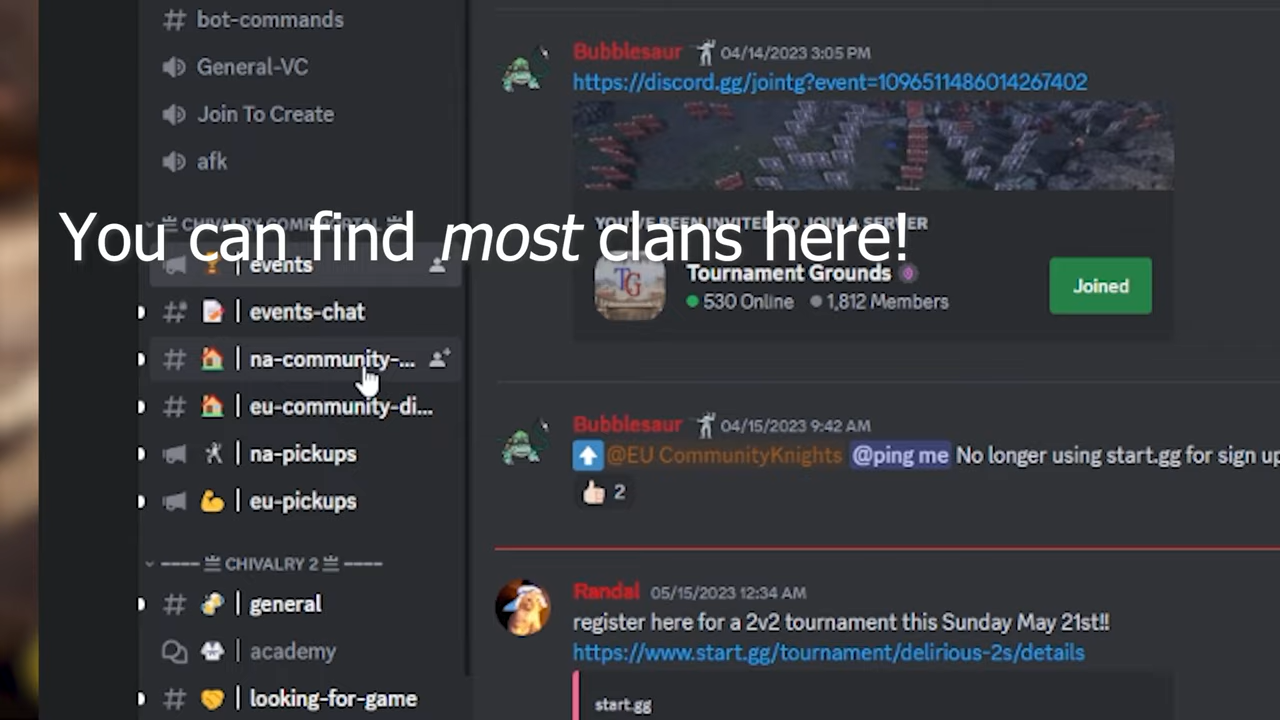 bot-commands
General-VC
Join To Create
afk
CHIVALRY COMP PORTAL
You can find most clans here!
events
events-chat
na-community-...
eu-community-di...
na-pickups
eu-pickups
---- CHIVALRY 2 ----
general
academy
looking-for-game
Bubblesaur 04/14/2023 3:05 PM
https://discord.gg/jointg?event=1096511486014267402
YOU'VE BEEN INVITED TO JOIN A SERVER
TG
Tournament Grounds
530 Online 1,812 Members
Joined
Bubblesaur 04/15/2023 9:42 AM
@EU CommunityKnights @ping me No longer using start.gg for sign up
2
Randal 05/15/2023 12:34 AM
register here for a 2v2 tournament this Sunday May 21st!!
https://www.start.gg/tournament/delirious-2s/details
start.gg